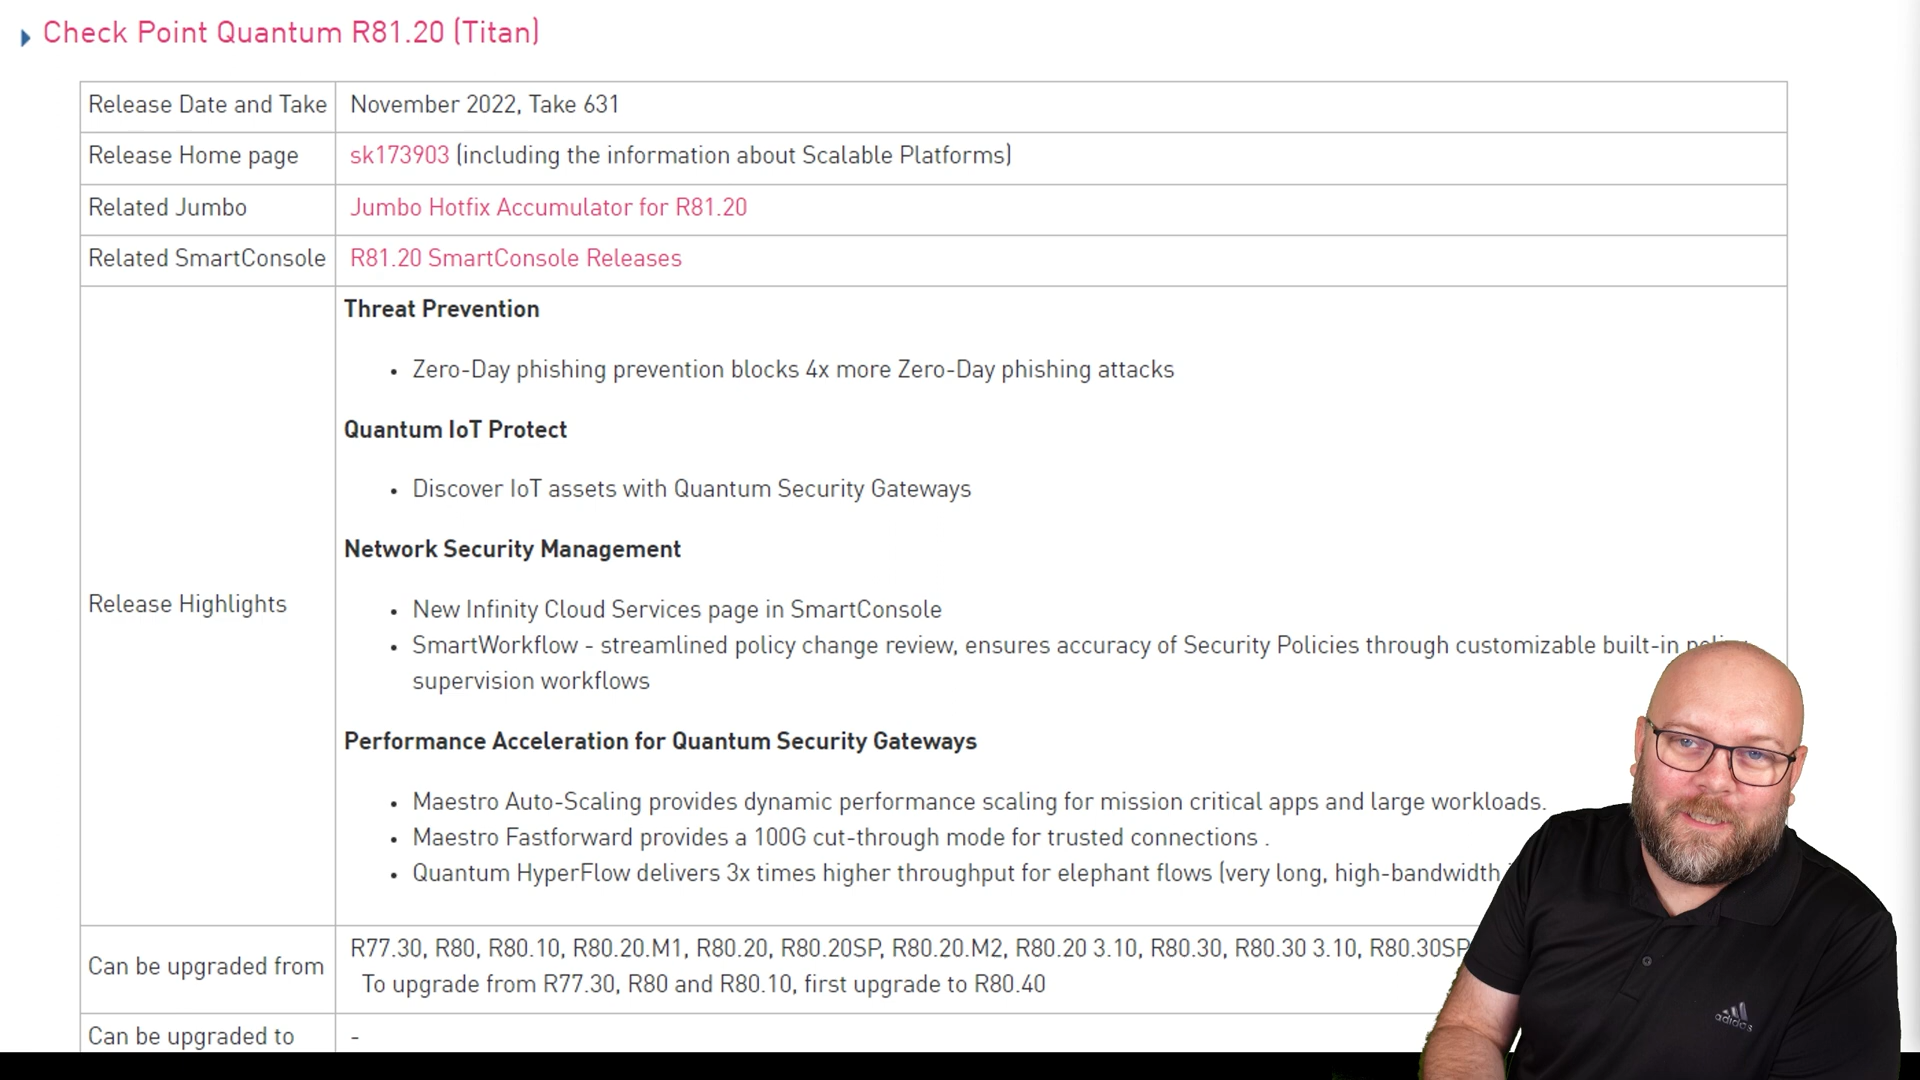 Check Point Quantum R81.20 (Titan)
Release Date and Take November 2022, Take 631
Release Home page sk173903 (including the information about Scalable Platforms)
Related Jumbo Jumbo Hotfix Accumulator for R81.20
Related SmartConsole R81.20 SmartConsole Releases
Release Highlights
Threat Prevention
• Zero-Day phishing prevention blocks 4x more Zero-Day phishing attacks
Quantum IoT Protect
• Discover IoT assets with Quantum Security Gateways
Network Security Management
• New Infinity Cloud Services page in SmartConsole
• SmartWorkflow - streamlined policy change review, ensures accuracy of Security Policies through customizable built-in
supervision workflows
Performance Acceleration for Quantum Security Gateways
• Maestro Auto-Scaling provides dynamic performance scaling for mission critical apps and large workloads.
• Maestro Fastforward provides a 100G cut-through mode for trusted connections .
• Quantum HyperFlow delivers 3x times higher throughput for elephant flows (very long, high-bandwidth
Can be upgraded from R77.30, R80, R80.10, R80.20.M1, R80.20, R80.20SP, R80.20.M2, R80.20 3.10, R80.30, R80.30 3.10, R80.30SP
To upgrade from R77.30, R80 and R80.10, first upgrade to R80.40
Can be upgraded to -
adidas